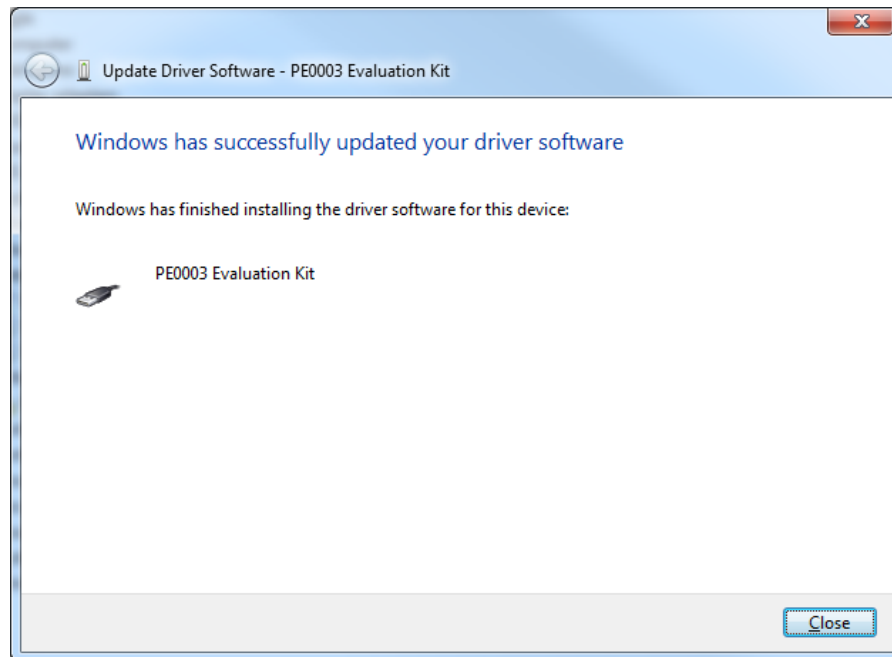 Update Driver Software - PE0003 Evaluation Kit
Windows has successfully updated your driver software
Windows has finished installing the driver software for this device:
PE0003 Evaluation Kit
Close